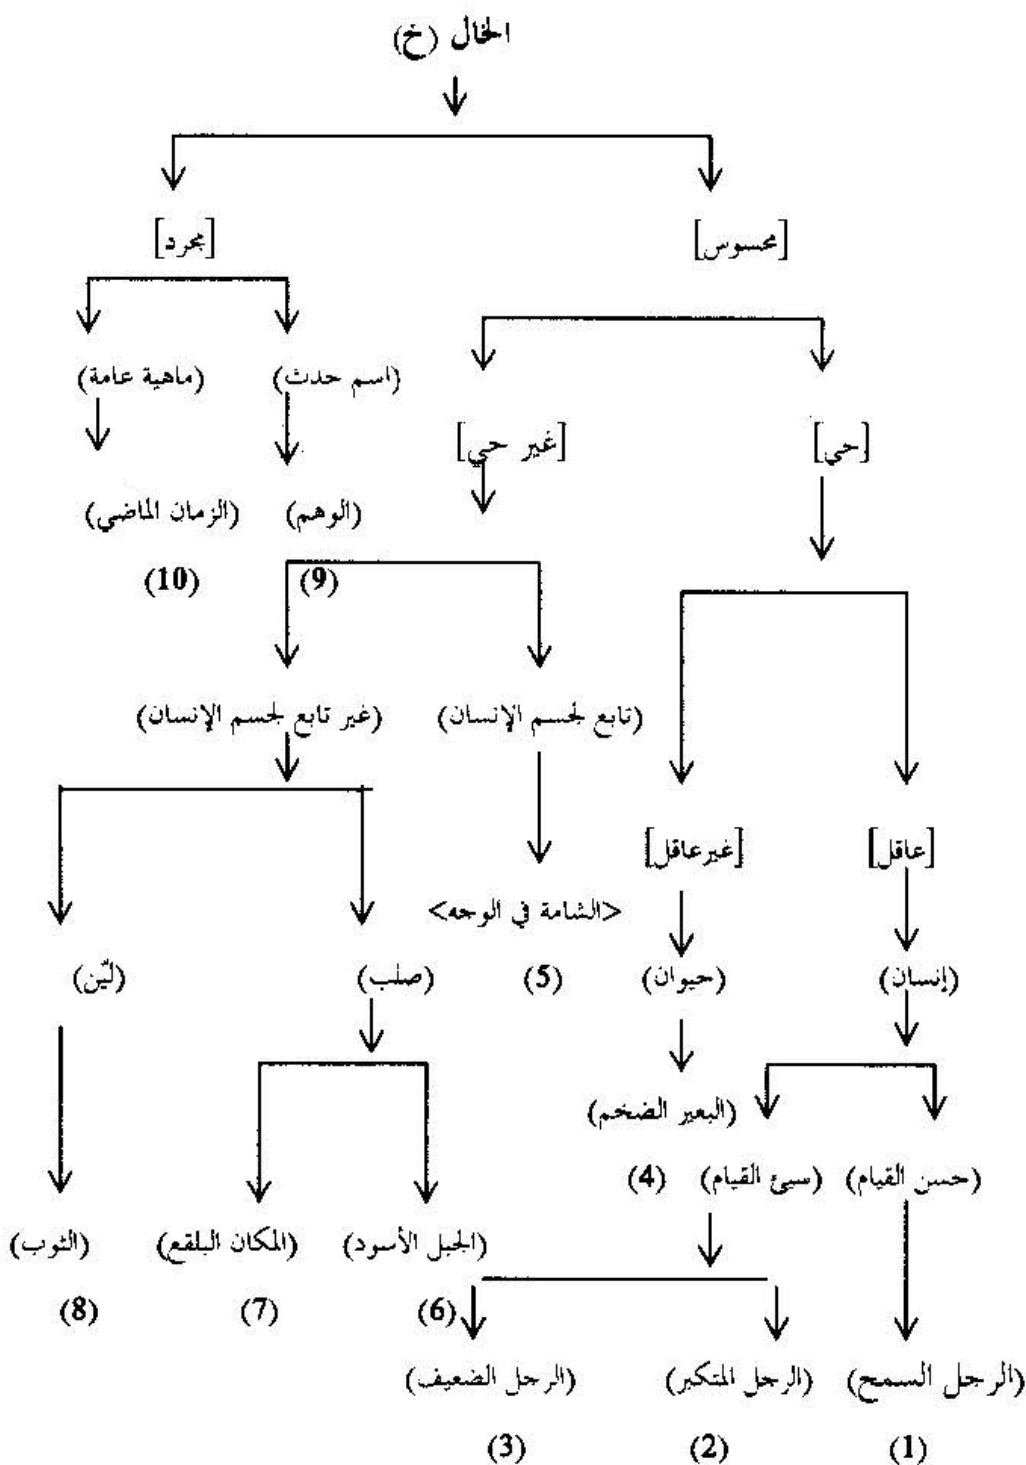 الخال (خ)
[محسوس] [مجرد]
(اسم حدث) (ماهية عامة)
[حي] [غير حي]
(الوهم) (الزمان الماضي)
(9) (10)
(تابع لجسم الإنسان) (غير تابع لجسم الإنسان)
[عاقل] [غير عاقل]
<الشامة في الوجه>
(إنسان) (حيوان) (5) (صلب) (ليّن)
(البعير الضخم)
(حسن القيام) (سيئ القيام) (4)
(الجبل الأسود) (المكان البلقع) (الثوب)
(6) (7) (8)
(الرجل السمح) (الرجل المتكبر) (الرجل الضعيف)
(1) (2) (3)